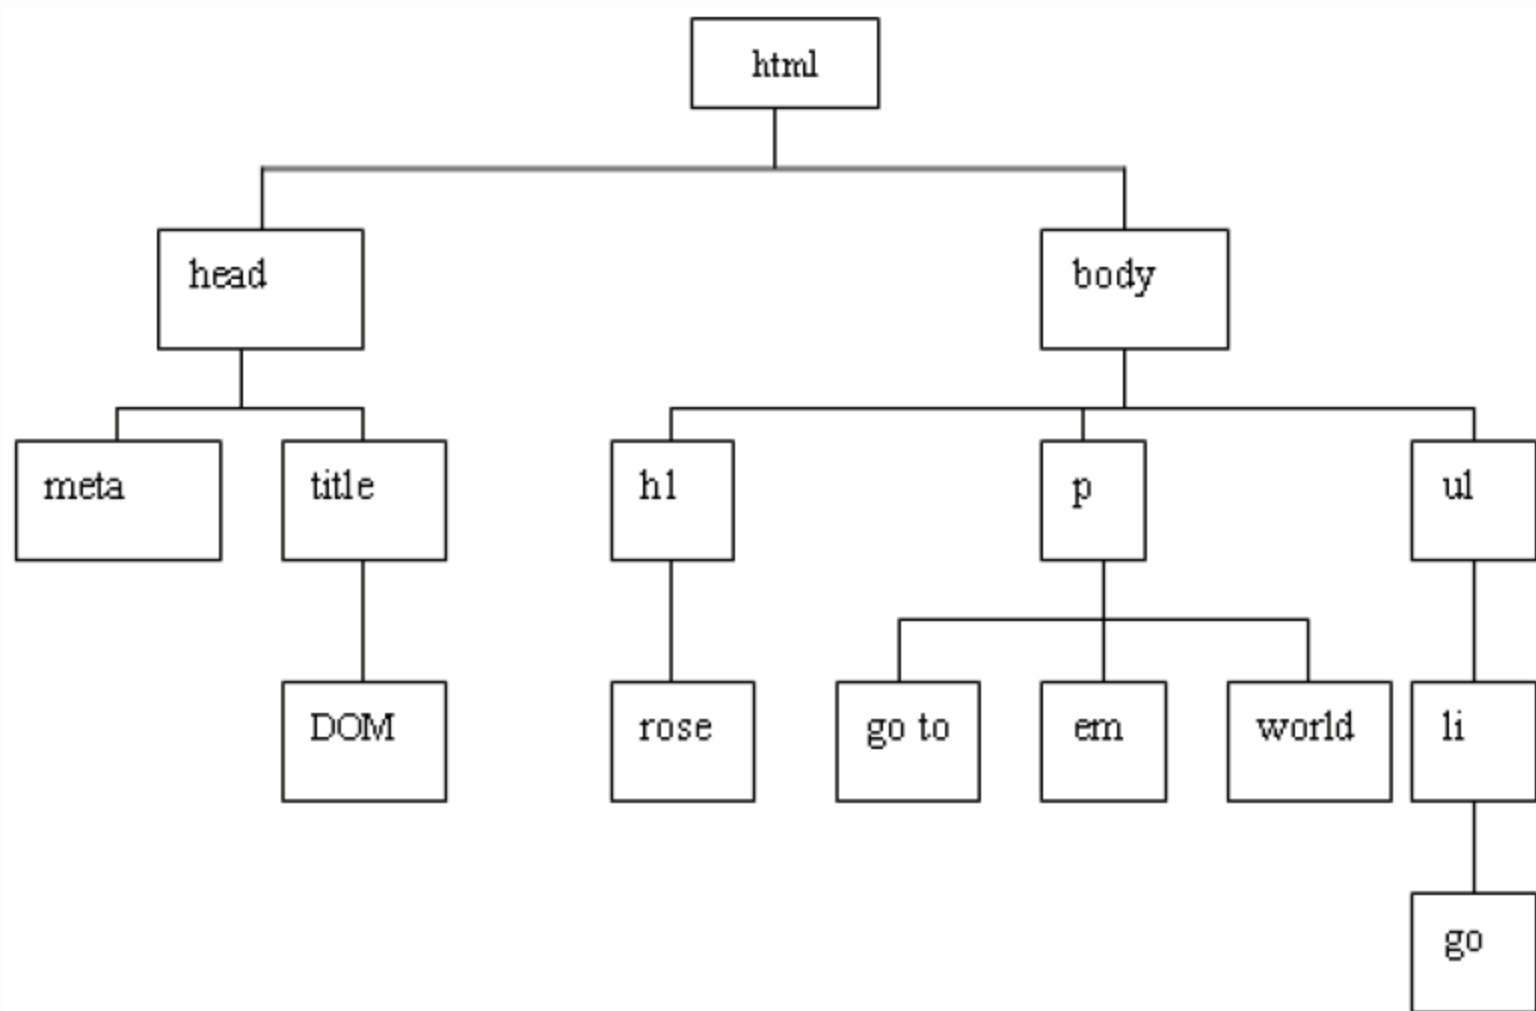 html
head
body
meta
title
h1
p
ul
DOM
rose
go to
em
world
li
go